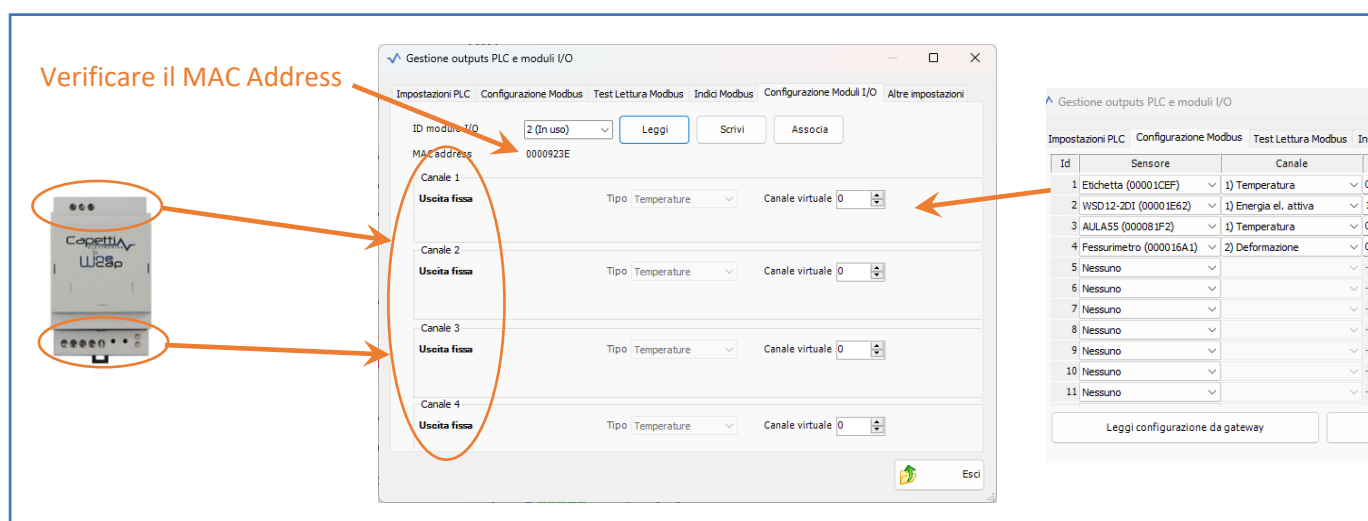 Verificare il MAC Address
Capetti
Gestione outputs PLC e moduli I/O
Impostazioni PLC Configurazione Modbus Test Lettura Modbus Indici Modbus Configurazione Moduli I/O Altre impostazioni
ID modulo I/O 2 (In uso) Leggi Scrivi Associa
MAC address 0000923E
Canale 1
Uscita fissa Tipo Temperature Canale virtuale 0
Canale 2
Uscita fissa Tipo Temperature Canale virtuale 0
Canale 3
Uscita fissa Tipo Temperature Canale virtuale 0
Canale 4
Uscita fissa Tipo Temperature Canale virtuale 0
Esci
Gestione outputs PLC e moduli I/O
Impostazioni PLC Configurazione Modbus Test Lettura Modbus In
Id Sensore Canale
1 Etichetta (00001CEF) 1) Temperatura
2 WSD12-2DI (00001E62) 1) Energia el. attiva
3 AULA55 (000081F2) 1) Temperatura
4 Fessurimetro (000016A1) 2) Deformazione
5 Nessuno
6 Nessuno
7 Nessuno
8 Nessuno
9 Nessuno
10 Nessuno
11 Nessuno
Leggi configurazione da gateway